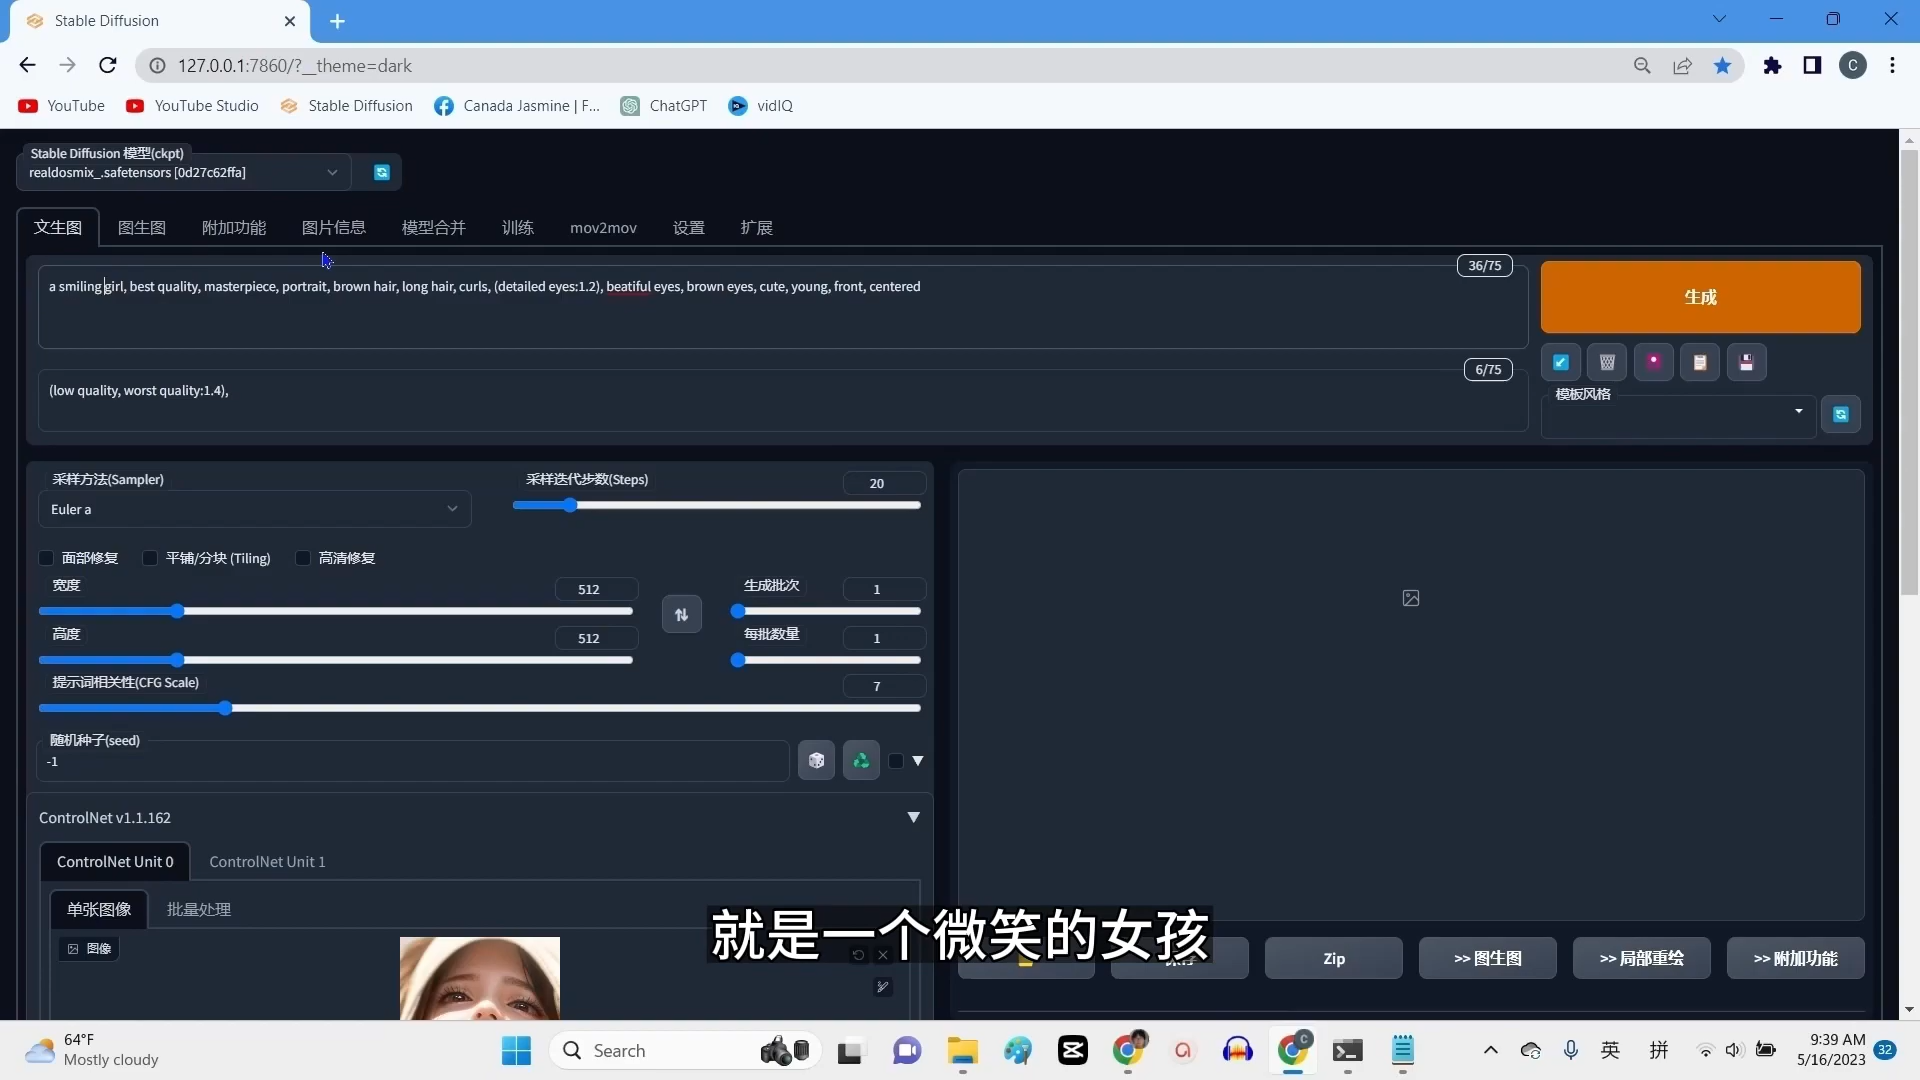 Stable Diffusion
127.0.0.1:7860/?__theme=dark
YouTube
YouTube Studio
Stable Diffusion
Canada Jasmine | F...
ChatGPT
vidIQ
Stable Diffusion 模型(ckpt)
realdosmix_.safetensors [0d27c62ffa]
文生图
图生图
附加功能
图片信息
模型合并
训练
mov2mov
设置
扩展
36/75
a smiling girl, best quality, masterpiece, portrait, brown hair, long hair, curls, (detailed eyes:1.2), beatiful eyes, brown eyes, cute, young, front, centered
生成
6/75
(low quality, worst quality:1.4),
模板风格
采样方法(Sampler)
Euler a
采样迭代步数(Steps)
20
面部修复
平铺/分块 (Tiling)
高清修复
宽度
512
生成批次
1
高度
512
每批数量
1
提示词相关性(CFG Scale)
7
随机种子(seed)
-1
ControlNet v1.1.162
ControlNet Unit 0
ControlNet Unit 1
单张图像
批量处理
图像
就是一个微笑的女孩
Zip
>> 图生图
>> 局部重绘
>> 附加功能
64°F
Mostly cloudy
Search
英
拼
9:39 AM
5/16/2023
32
C